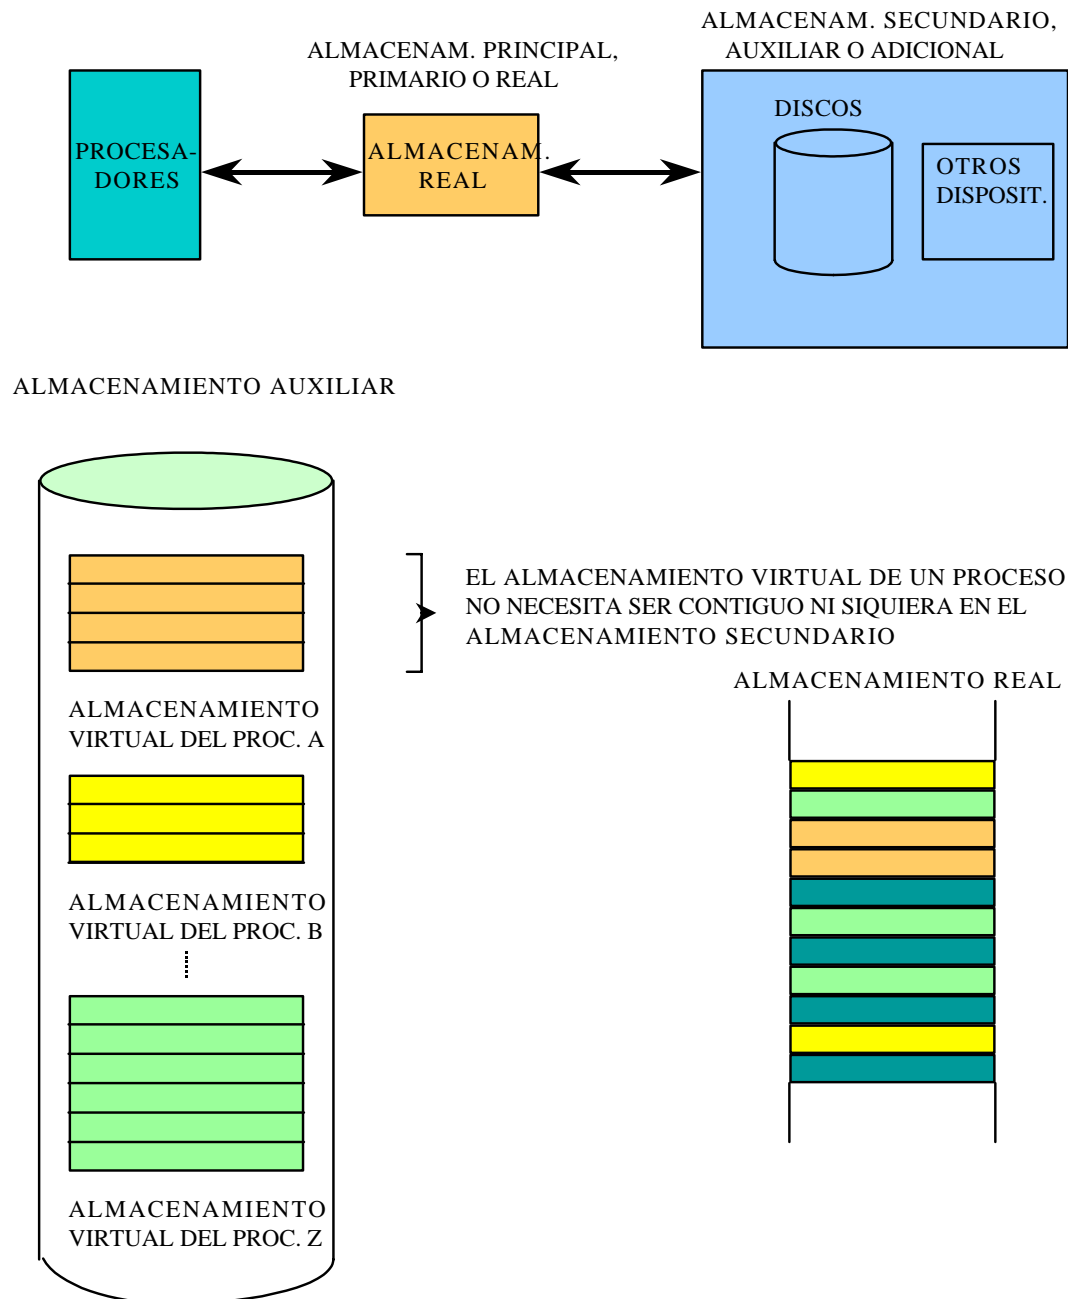 ALMACENAM. SECUNDARIO,
AUXILIAR O ADICIONAL
ALMACENAM. PRINCIPAL,
PRIMARIO O REAL
DISCOS
PROCESA-
DORES
ALMACENAM.
REAL
OTROS
DISPOSIT.
ALMACENAMIENTO AUXILIAR
EL ALMACENAMIENTO VIRTUAL DE UN PROCESO
NO NECESITA SER CONTIGUO NI SIQUIERA EN EL
ALMACENAMIENTO SECUNDARIO
ALMACENAMIENTO REAL
ALMACENAMIENTO
VIRTUAL DEL PROC. A
ALMACENAMIENTO
VIRTUAL DEL PROC. B
ALMACENAMIENTO
VIRTUAL DEL PROC. Z